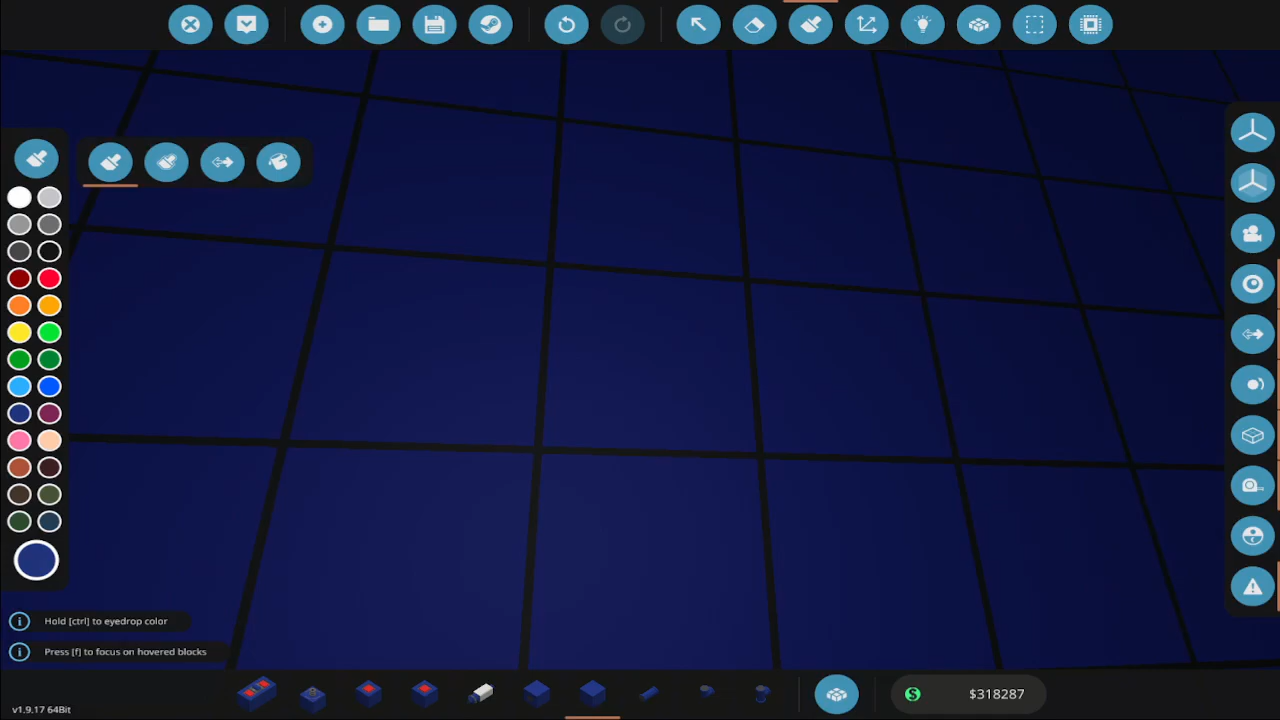 Hold [ctrl] to eyedrop color
Press [f] to focus on hovered blocks
$318287
v1.9.17 64Bit